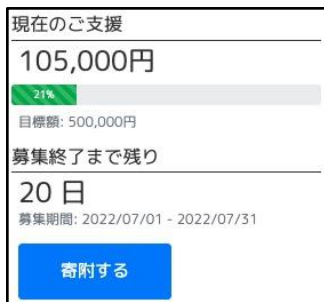 現在のご支援
105,000円
21%
目標額: 500,000円
募集終了まで残り
20 日
募集期間: 2022/07/01 - 2022/07/31
寄附する